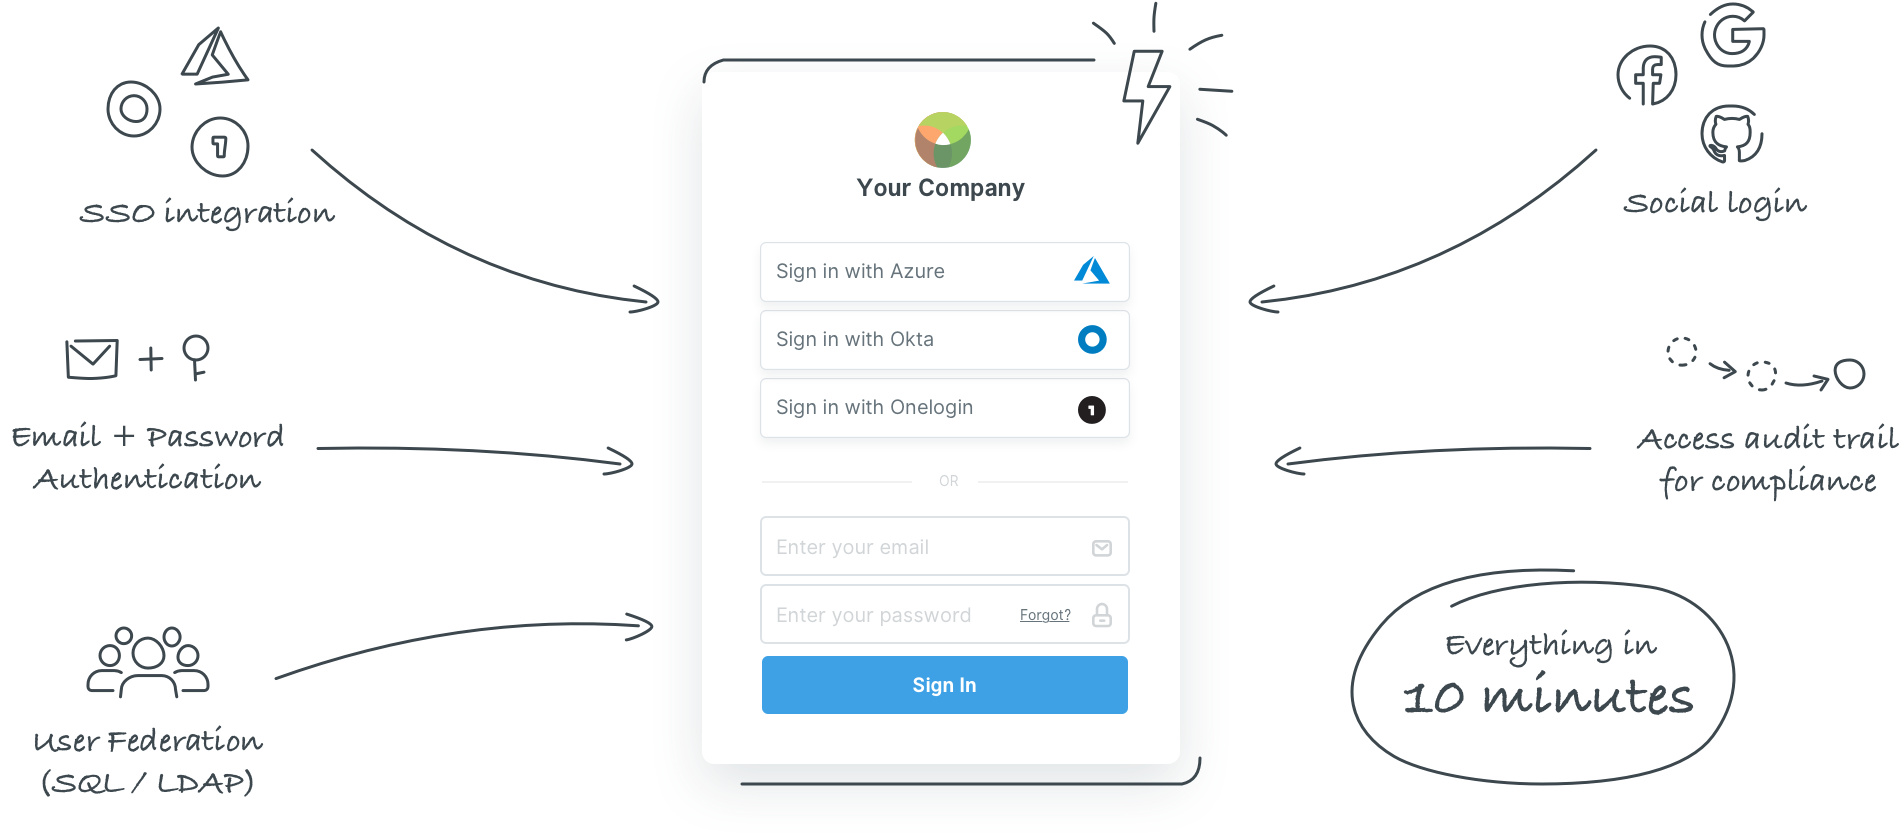 SSO integration
Email + Password
Authentication
User Federation
(SQL / LDAP)
Your Company
Sign in with Azure
Sign in with Okta
Sign in with Onelogin
1
OR
Enter your email
Enter your password
Forgot?
Sign In
Social login
Access audit trail
for compliance
Everything in
10 minutes